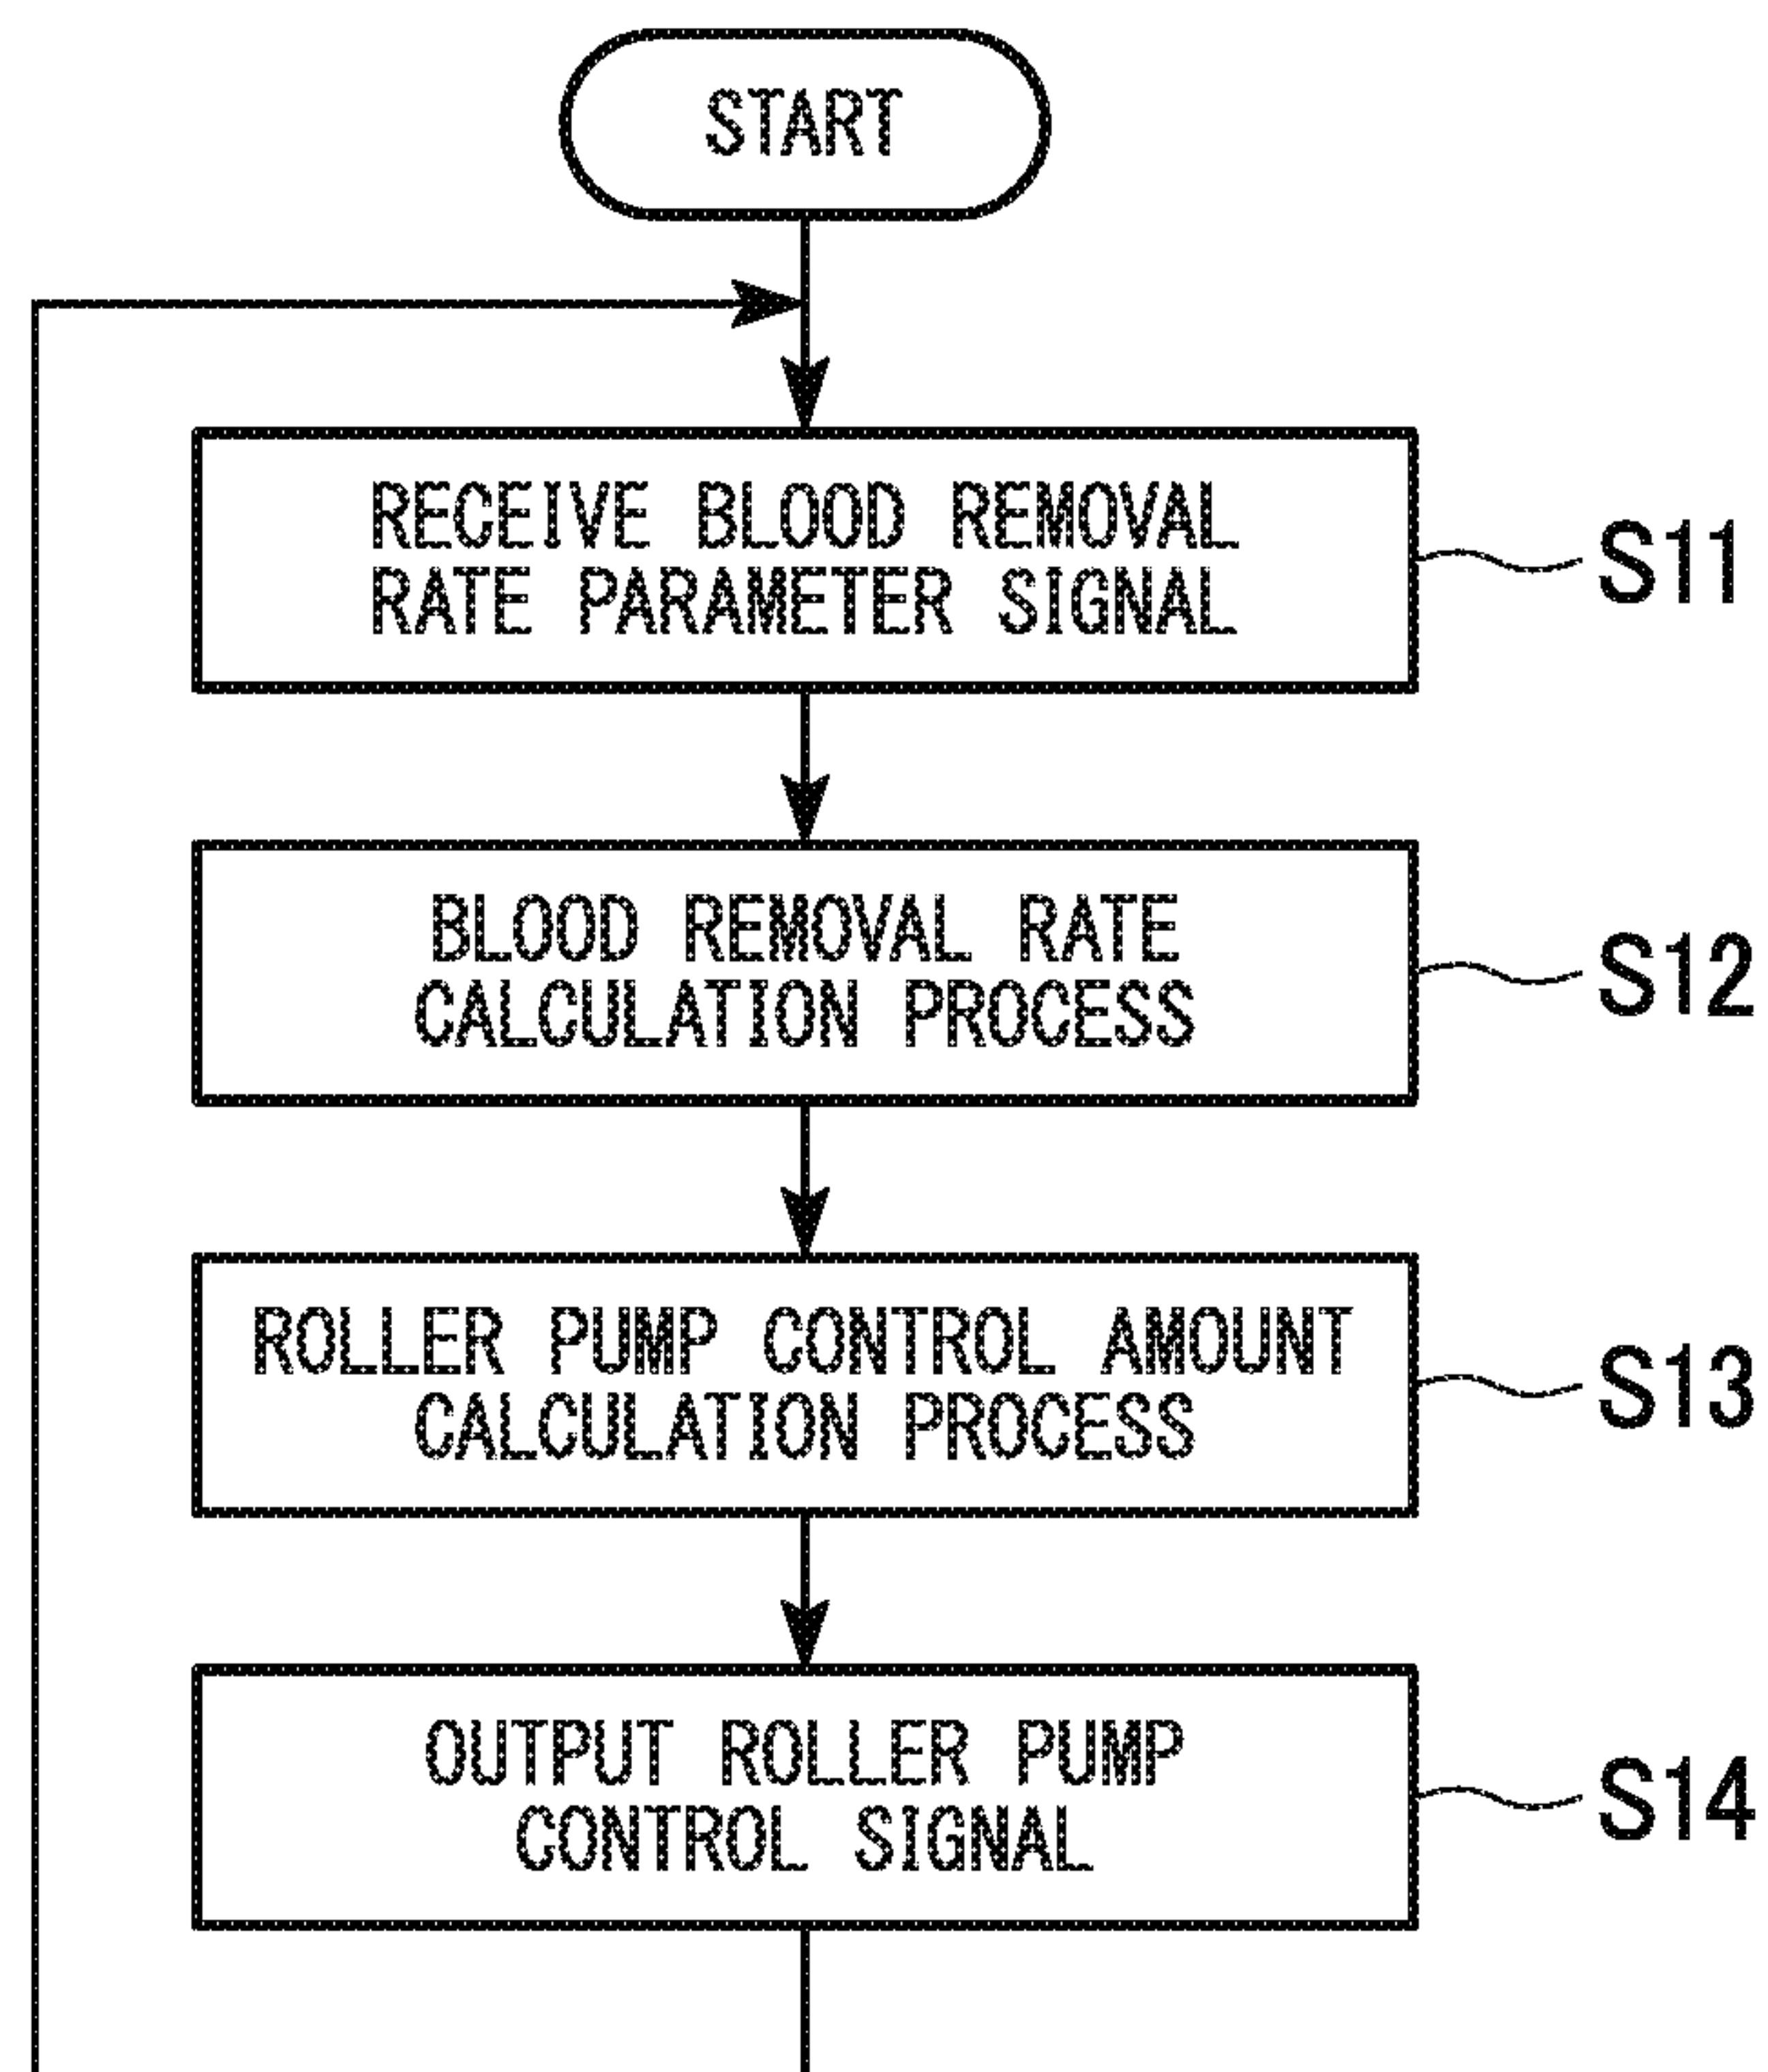 START
RECEIVE BLOOD REMOVAL
RATE PARAMETER SIGNAL
S11
BLOOD REMOVAL RATE
CALCULATION PROCESS
S12
ROLLER PUMP CONTROL AMOUNT
CALCULATION PROCESS
S13
OUTPUT ROLLER PUMP
CONTROL SIGNAL
S14